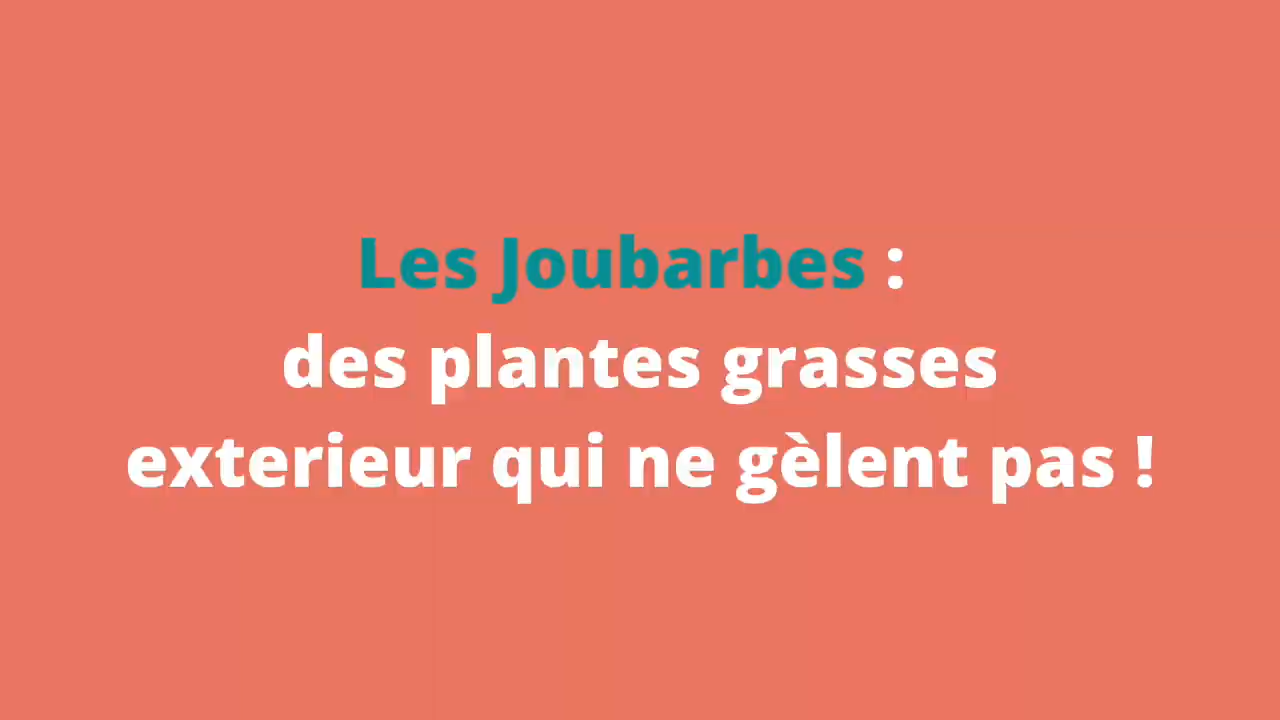 Les Joubarbes :
des plantes grasses
exterieur qui ne gèlent pas !